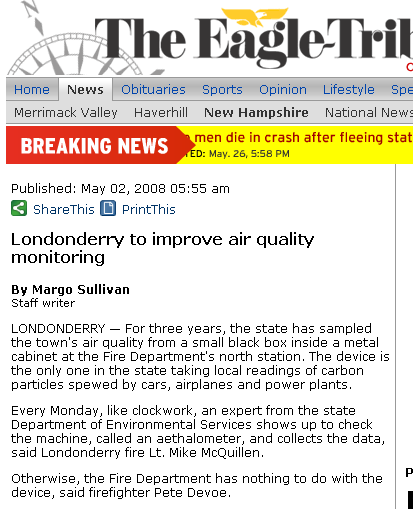 The Eagle-Trib
Home News Obituaries Sports Opinion Lifestyle Spe
Merrimack Valley Haverhill New Hampshire National News
BREAKING NEWS men die in crash after fleeing stat
TED: May. 26, 5:58 PM
Published: May 02, 2008 05:55 am
ShareThis PrintThis
Londonderry to improve air quality
monitoring
By Margo Sullivan
Staff writer
LONDONDERRY — For three years, the state has sampled
the town's air quality from a small black box inside a metal
cabinet at the Fire Department's north station. The device is
the only one in the state taking local readings of carbon
particles spewed by cars, airplanes and power plants.
Every Monday, like clockwork, an expert from the state
Department of Environmental Services shows up to check
the machine, called an aethalometer, and collects the data,
said Londonderry fire Lt. Mike McQuillen.
Otherwise, the Fire Department has nothing to do with the
device, said firefighter Pete Devoe.